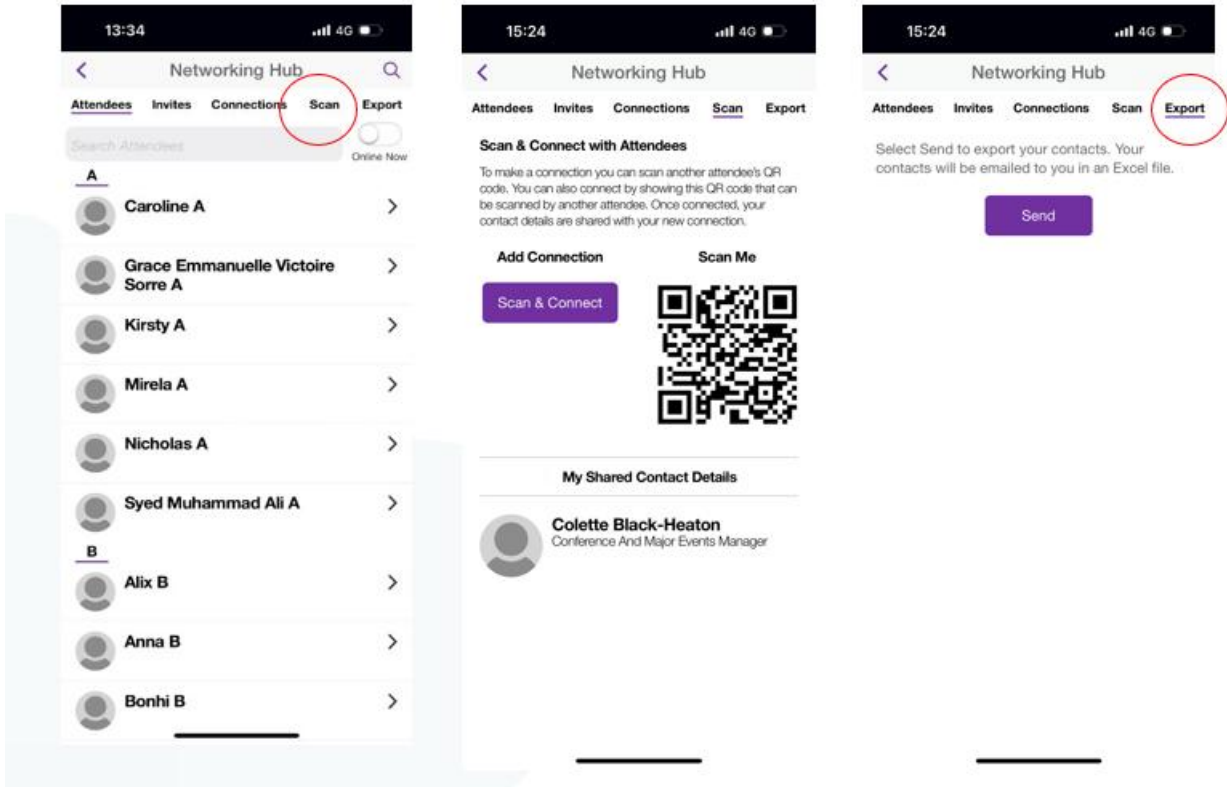 13:34
4G
Networking Hub
Attendees Invites Connections Scan Export
Search Attendees
Online Now
A
Caroline A
Grace Emmanuelle Victoire
Sorre A
Kirsty A
Mirela A
Nicholas A
Syed Muhammad Ali A
B
Alix B
Anna B
Bonhi B
15:24
4G
Networking Hub
Attendees Invites Connections Scan Export
Scan & Connect with Attendees
To make a connection you can scan another attendee's QR
code. You can also connect by showing this QR code that can
be scanned by another attendee. Once connected, your
contact details are shared with your new connection.
Add Connection
Scan Me
Scan & Connect
My Shared Contact Details
Colette Black-Heaton
Conference And Major Events Manager
15:24
4G
Networking Hub
Attendees Invites Connections Scan Export
Select Send to export your contacts. Your
contacts will be emailed to you in an Excel file.
Send